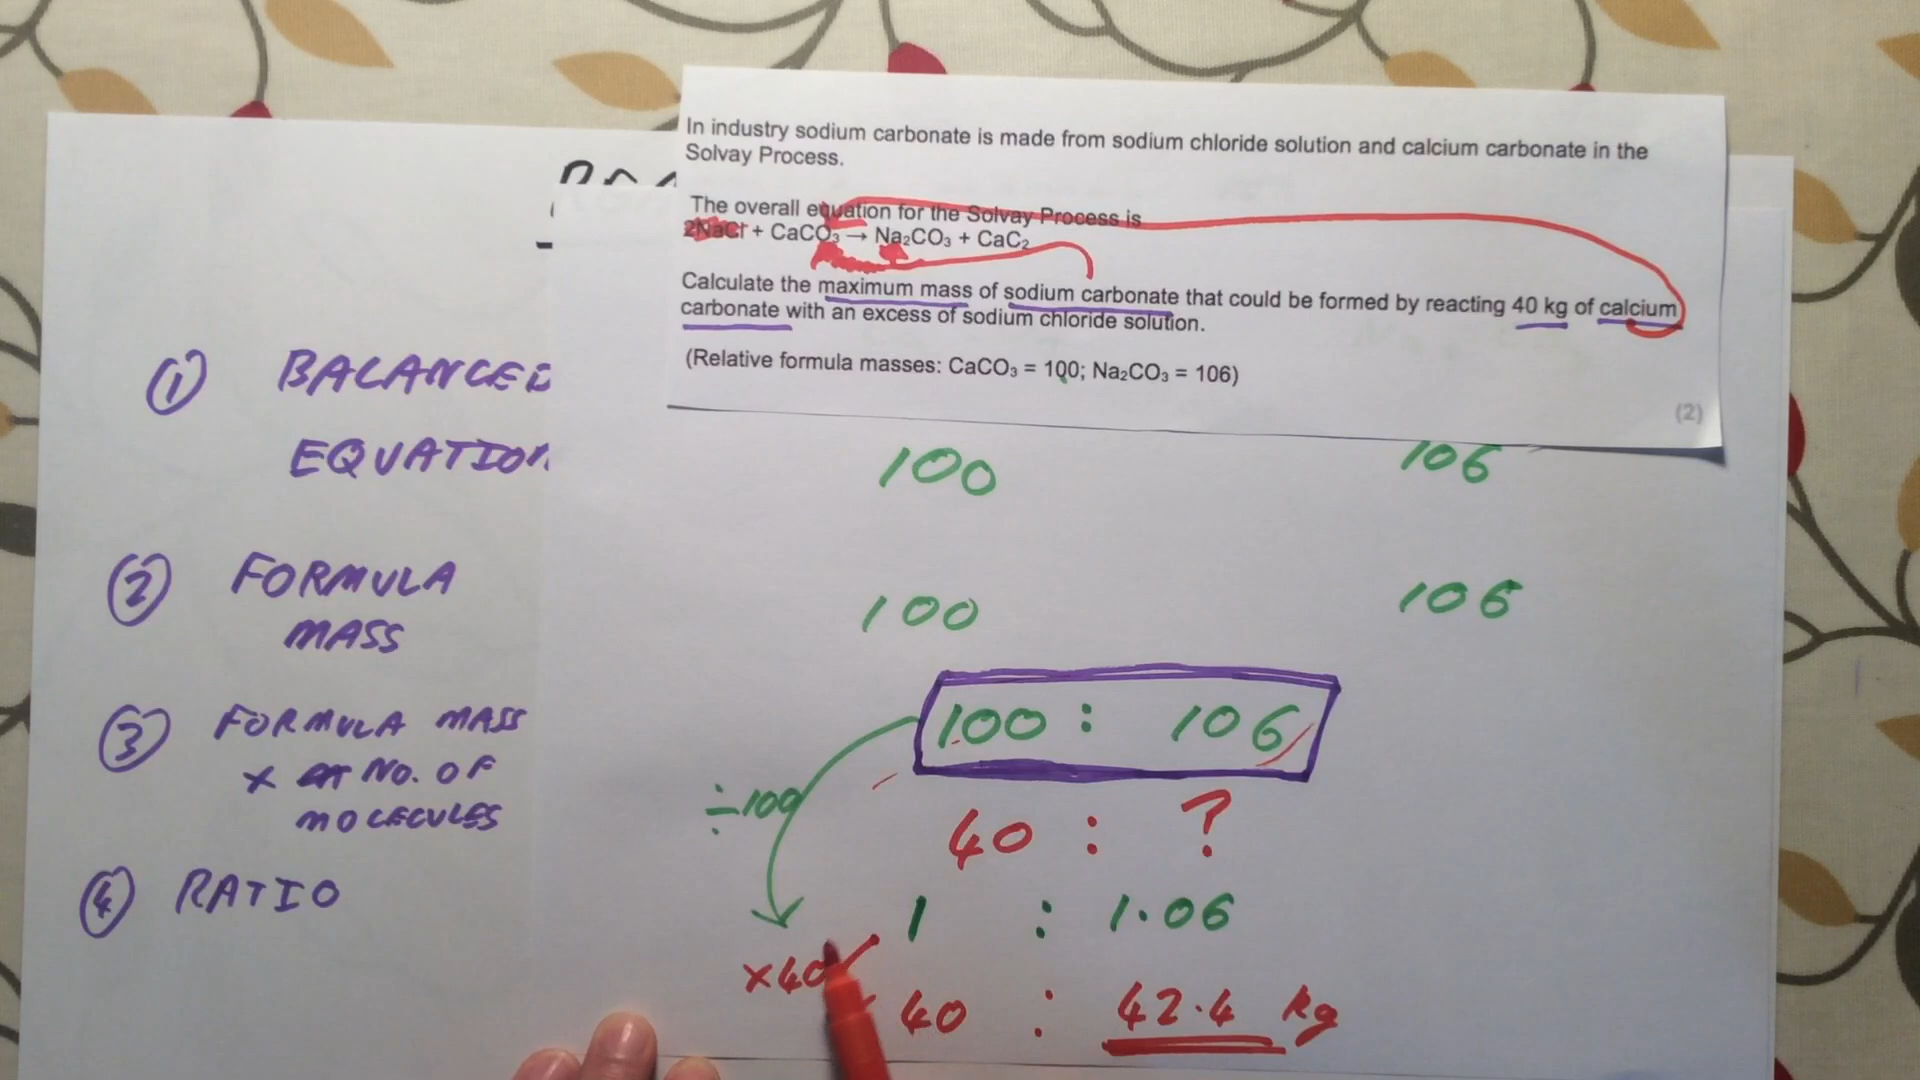 In industry sodium carbonate is made from sodium chloride solution and calcium carbonate in the
Solvay Process.
The overall equation for the Solvay Process is
2NaCl + CaCO₃ → Na₂CO₃ + CaC₂
Calculate the maximum mass of sodium carbonate that could be formed by reacting 40 kg of calcium
carbonate with an excess of sodium chloride solution.
(Relative formula masses: CaCO₃ = 100; Na₂CO₃ = 106)
(2)
① BALANCED
EQUATION
② FORMULA
MASS
③ FORMULA MASS
× NO. OF
MOLECULES
④ RATIO
100 106
100 106
100 : 106
÷100
40 : ?
1 : 1.06
×40
40 : 42.4 kg